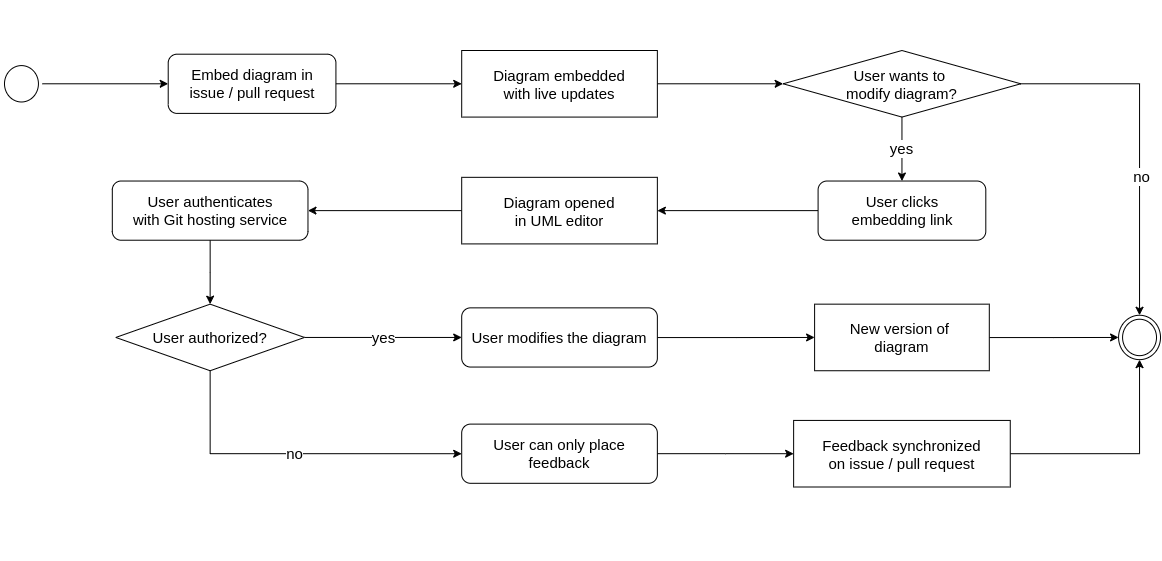 Embed diagram in
issue / pull request
Diagram embedded
with live updates
User wants to
modify diagram?
yes
no
User authenticates
with Git hosting service
Diagram opened
in UML editor
User clicks
embedding link
User authorized?
yes
User modifies the diagram
New version of
diagram
no
User can only place
feedback
Feedback synchronized
on issue / pull request